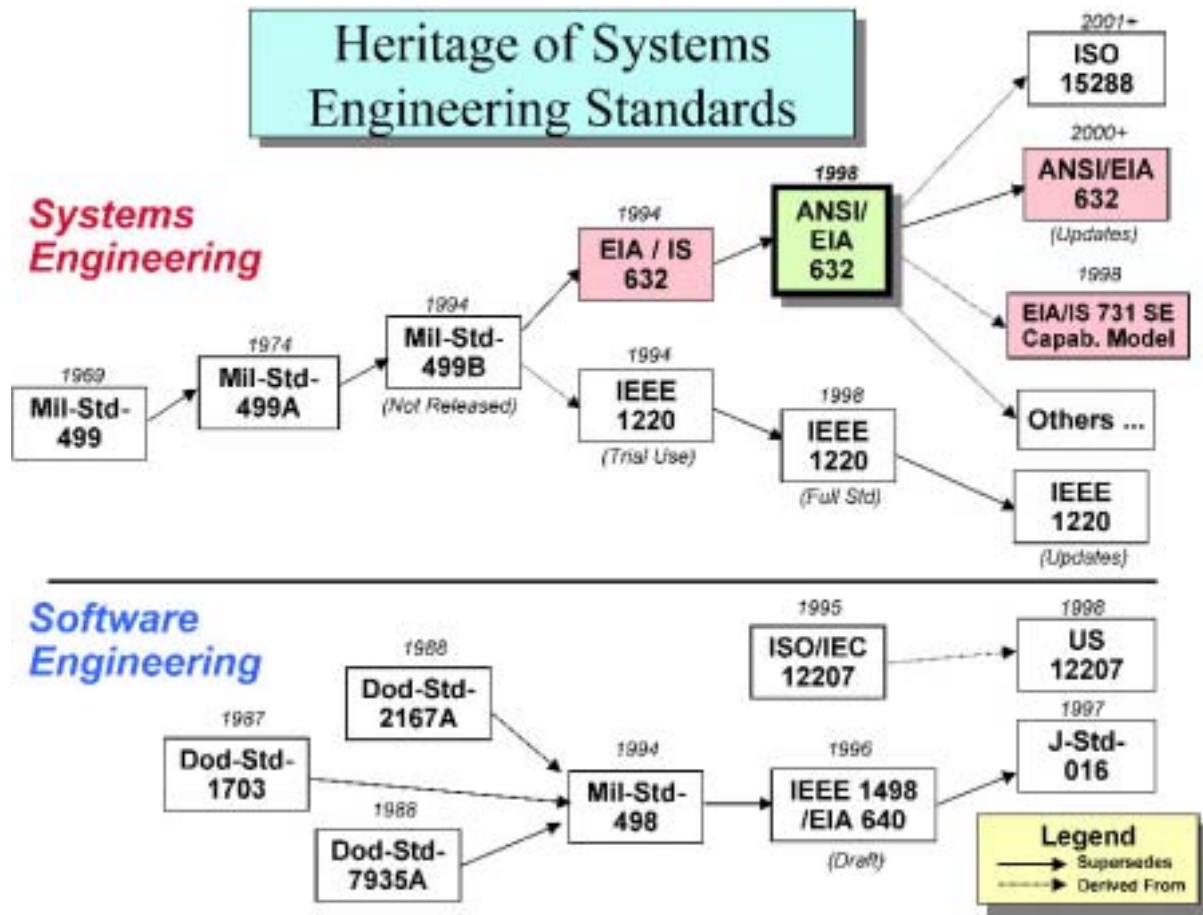 Heritage of Systems
Engineering Standards
Systems
Engineering
1969
Mil-Std-
499
1974
Mil-Std-
499A
1994
Mil-Std-
499B
(Not Released)
1994
EIA / IS
632
1994
IEEE
1220
(Trial Use)
1998
ANSI/
EIA
632
1998
IEEE
1220
(Full Std)
2001+
ISO
15288
2000+
ANSI/EIA
632
(Updates)
1998
EIA/IS 731 SE
Capab. Model
Others ...
IEEE
1220
(Updates)
Software
Engineering
1987
Dod-Std-
1703
1988
Dod-Std-
2167A
1988
Dod-Std-
7935A
1994
Mil-Std-
498
1995
ISO/IEC
12207
1996
IEEE 1498
/EIA 640
(Draft)
1998
US
12207
1997
J-Std-
016
Legend
Supersedes
Derived From